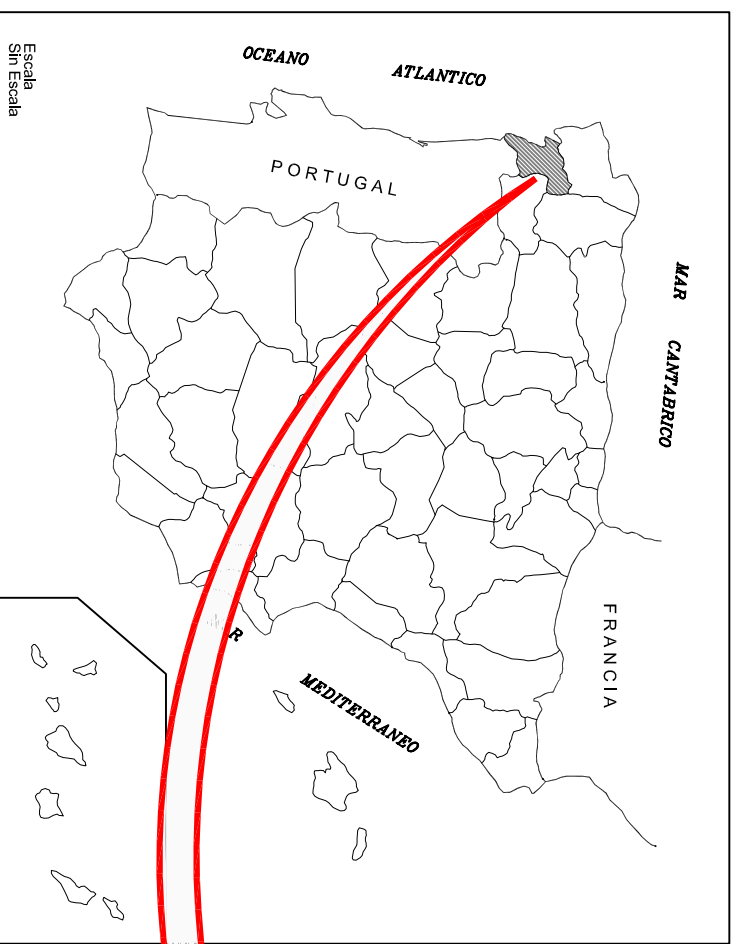 Escala
Sin Escala
OCEANO ATLANTICO
PORTUGAL
MAR CANTABRICO
FRANCIA
R MEDITERRANEO